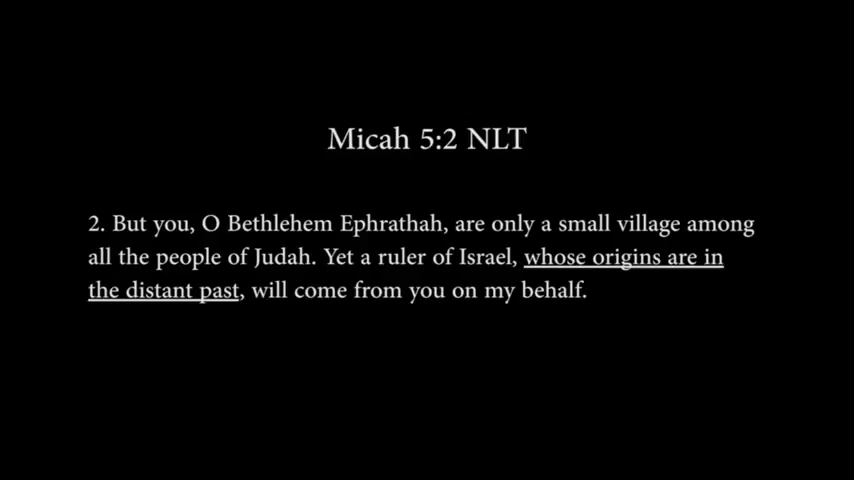 Micah 5:2 NLT
2. But you, O Bethlehem Ephrathah, are only a small village among
all the people of Judah. Yet a ruler of Israel, whose origins are in
the distant past, will come from you on my behalf.